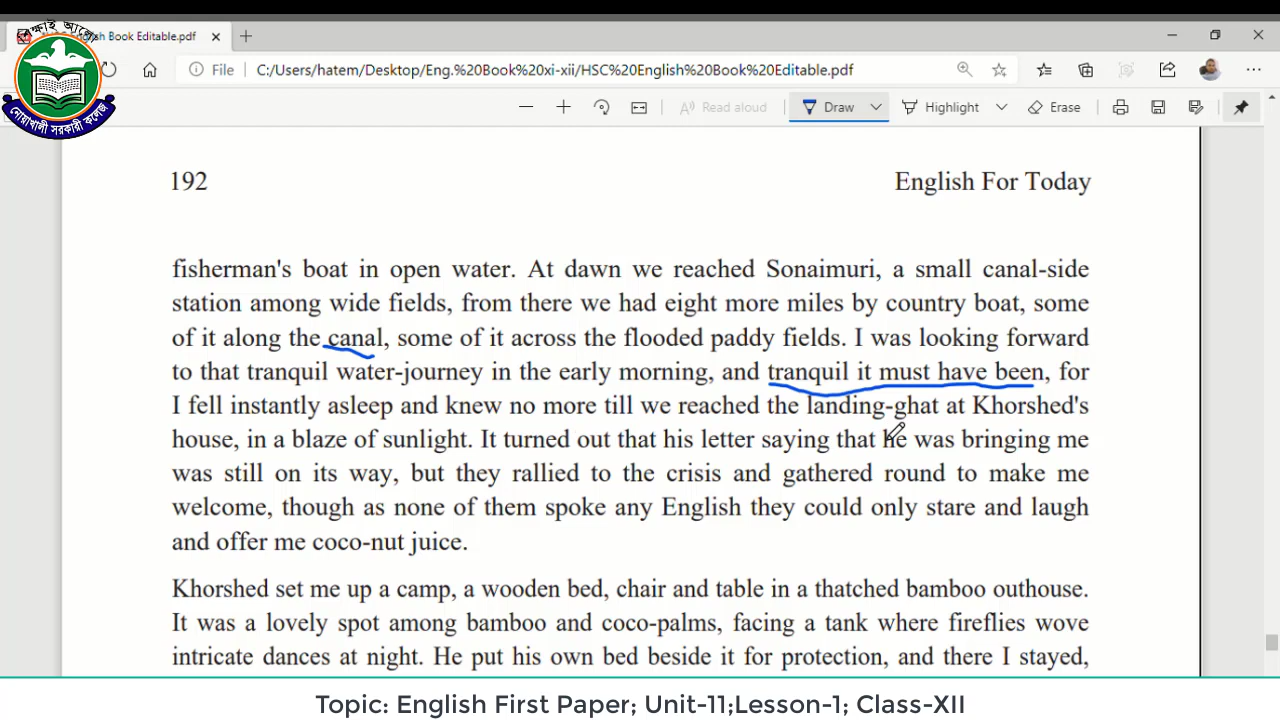 English Book Editable.pdf
File C:/Users/hatem/Desktop/Eng.%20Book%20xi-xii/HSC%20English%20Book%20Editable.pdf
Read aloud Draw Highlight Erase
নোয়াখালী সরকারী কলেজ
192 English For Today
fisherman's boat in open water. At dawn we reached Sonaimuri, a small canal-side
station among wide fields, from there we had eight more miles by country boat, some
of it along the canal, some of it across the flooded paddy fields. I was looking forward
to that tranquil water-journey in the early morning, and tranquil it must have been, for
I fell instantly asleep and knew no more till we reached the landing-ghat at Khorshed's
house, in a blaze of sunlight. It turned out that his letter saying that he was bringing me
was still on its way, but they rallied to the crisis and gathered round to make me
welcome, though as none of them spoke any English they could only stare and laugh
and offer me coco-nut juice.
Khorshed set me up a camp, a wooden bed, chair and table in a thatched bamboo outhouse.
It was a lovely spot among bamboo and coco-palms, facing a tank where fireflies wove
intricate dances at night. He put his own bed beside it for protection, and there I stayed,
Topic: English First Paper; Unit-11;Lesson-1; Class-XII